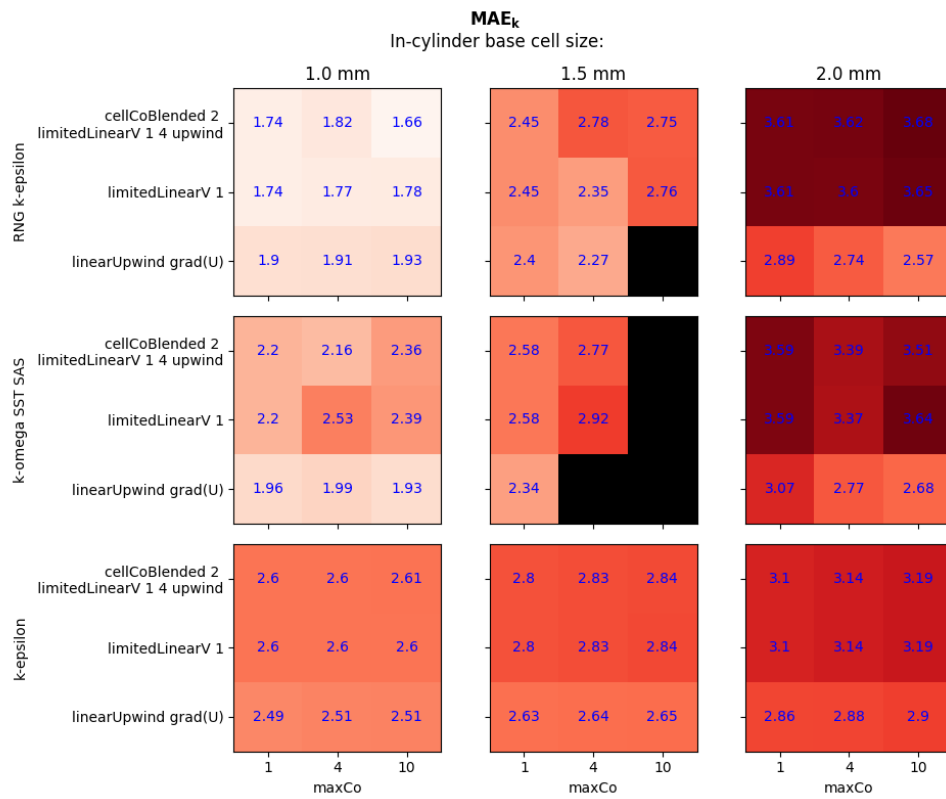 MAE_k
In-cylinder base cell size:
1.0 mm 1.5 mm 2.0 mm
RNG k-epsilon
cellCoBlended 2
limitedLinearV 1 4 upwind
1.74 1.82 1.66 2.45 2.78 2.75 3.61 3.62 3.68
limitedLinearV 1 1.74 1.77 1.78 2.45 2.35 2.76 3.61 3.6 3.65
linearUpwind grad(U) 1.9 1.91 1.93 2.4 2.27 2.89 2.74 2.57
1 4 10 1 4 10 1 4 10
k-omega SST SAS
cellCoBlended 2
limitedLinearV 1 4 upwind
2.2 2.16 2.36 2.58 2.77 3.59 3.39 3.51
limitedLinearV 1 2.2 2.53 2.39 2.58 2.92 3.59 3.37 3.64
linearUpwind grad(U) 1.96 1.99 1.93 2.34 3.07 2.77 2.68
k-epsilon
cellCoBlended 2
limitedLinearV 1 4 upwind
2.6 2.6 2.61 2.8 2.83 2.84 3.1 3.14 3.19
limitedLinearV 1 2.6 2.6 2.6 2.8 2.83 2.84 3.1 3.14 3.19
linearUpwind grad(U) 2.49 2.51 2.51 2.63 2.64 2.65 2.86 2.88 2.9
1 4 10 1 4 10 1 4 10
maxCo maxCo maxCo